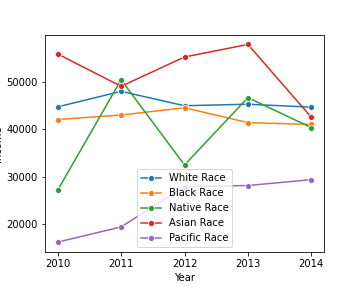 50000
40000
30000
20000
White Race
Black Race
Native Race
Asian Race
Pacific Race
2010 2011 2012 2013 2014
Year